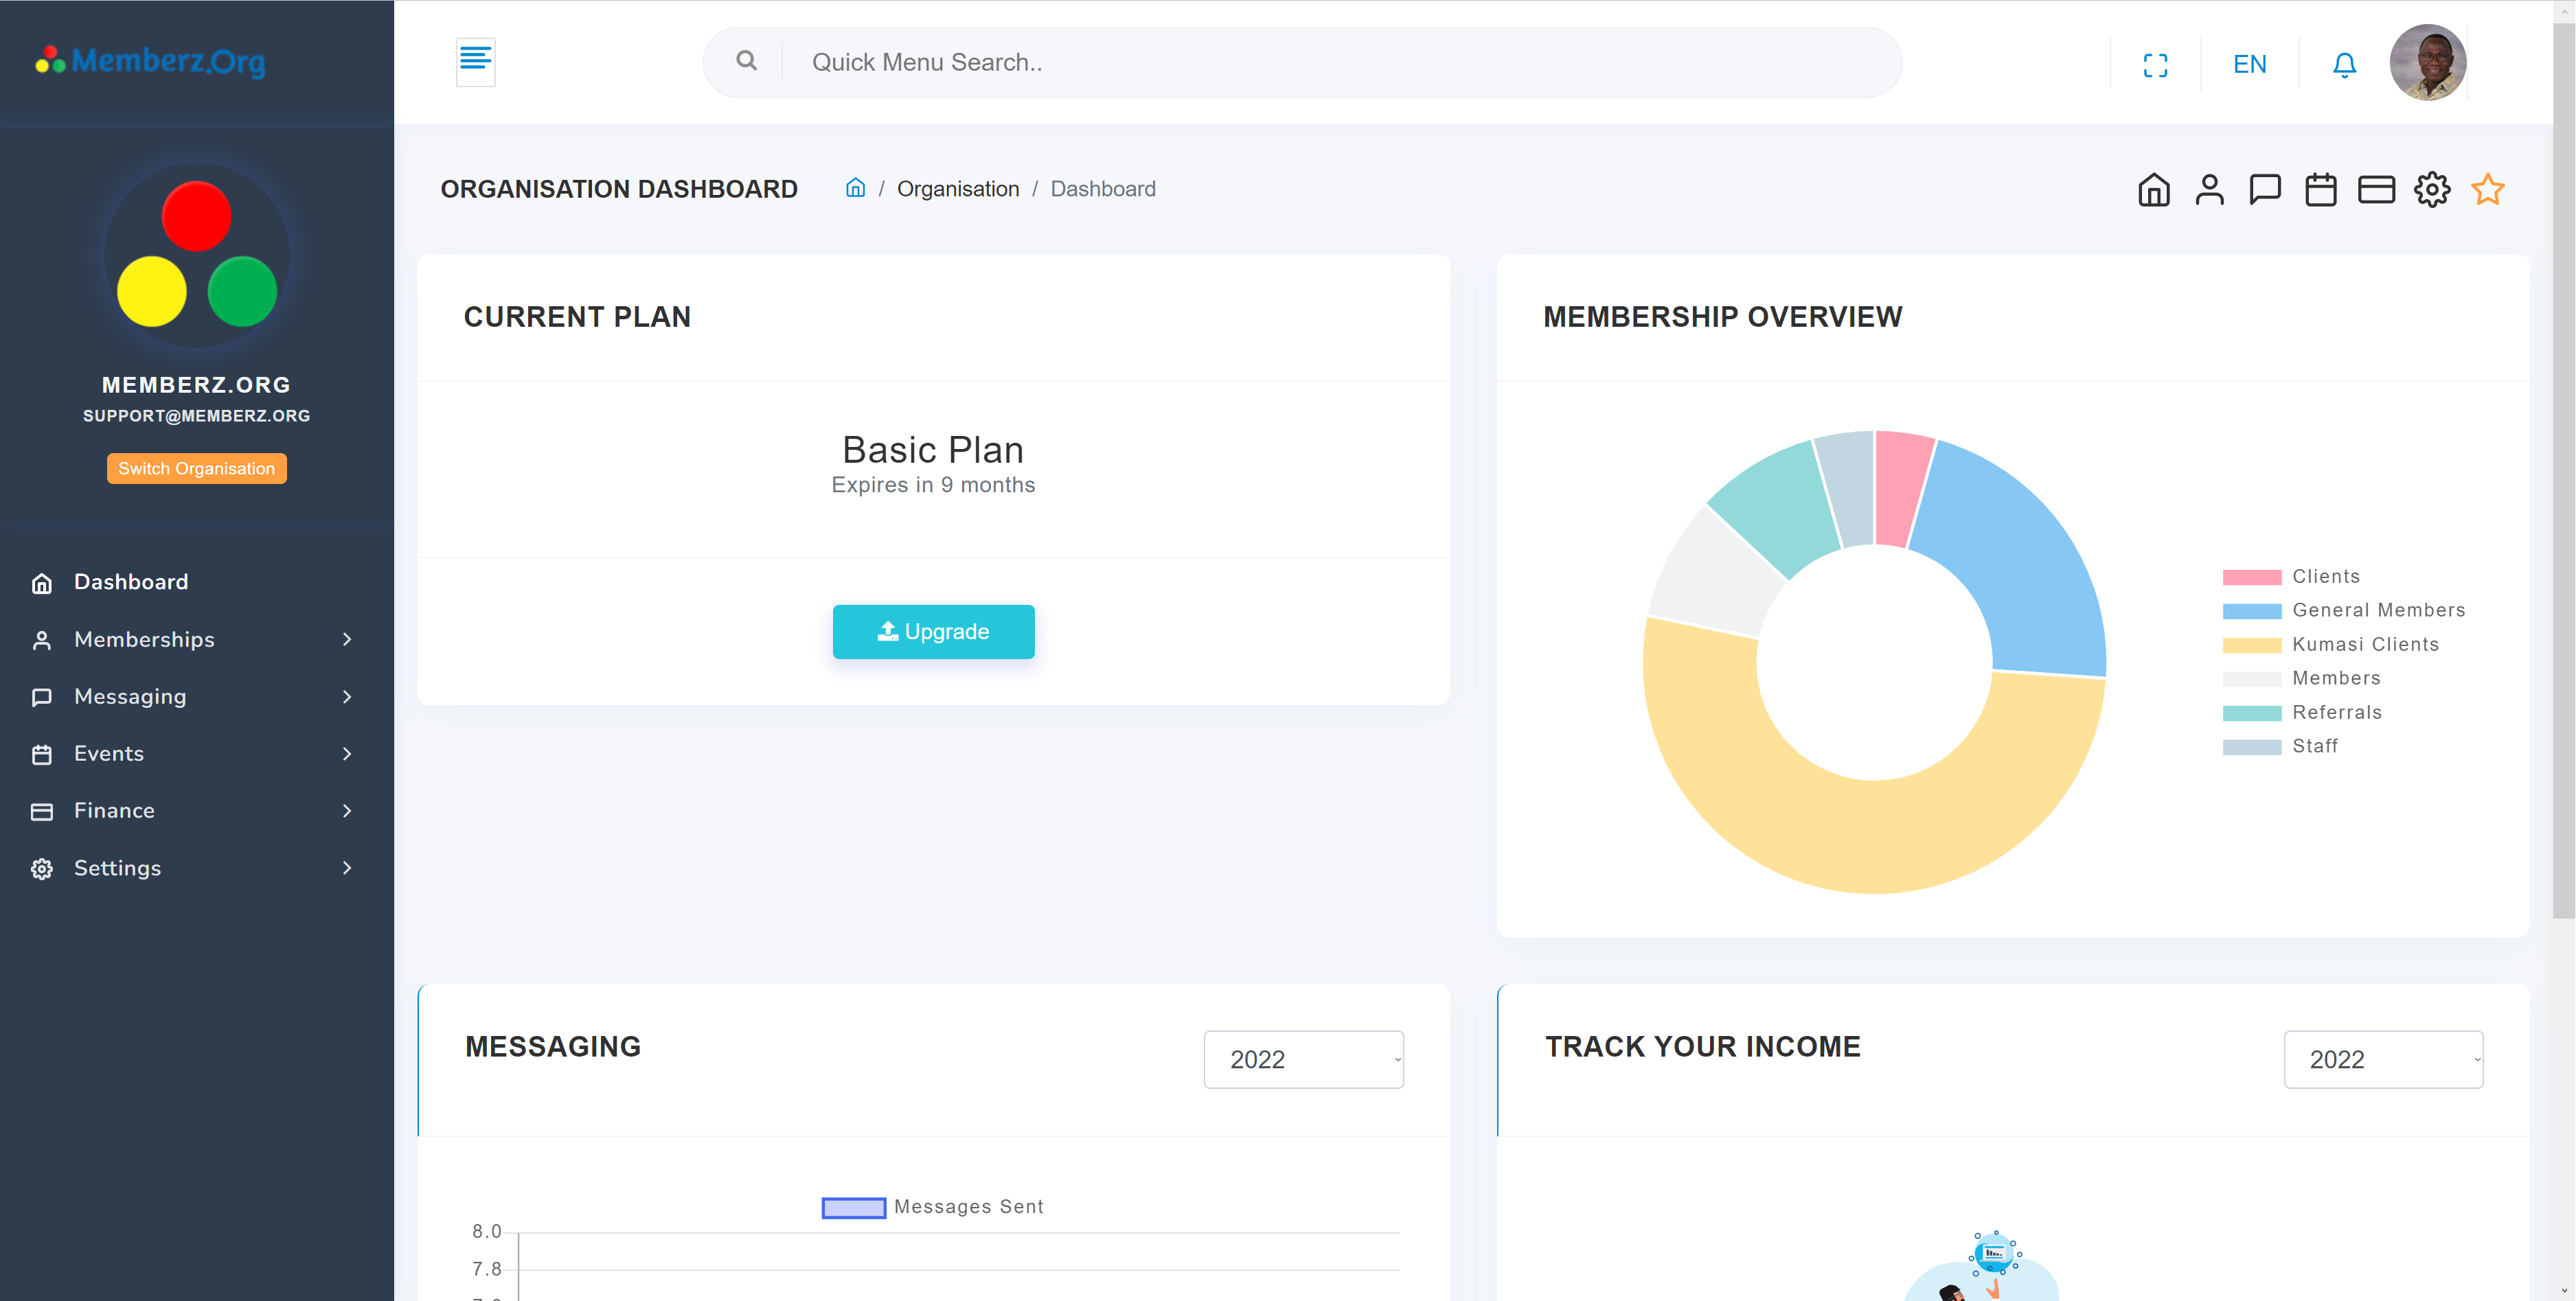 Memberz.Org
Quick Menu Search..
EN
MEMBERZ.ORG
SUPPORT@MEMBERZ.ORG
Switch Organisation
Dashboard
Memberships
Messaging
Events
Finance
Settings
ORGANISATION DASHBOARD
/ Organisation / Dashboard
CURRENT PLAN
Basic Plan
Expires in 9 months
Upgrade
MEMBERSHIP OVERVIEW
Clients
General Members
Kumasi Clients
Members
Referrals
Staff
MESSAGING
2022
Messages Sent
8.0
7.8
TRACK YOUR INCOME
2022